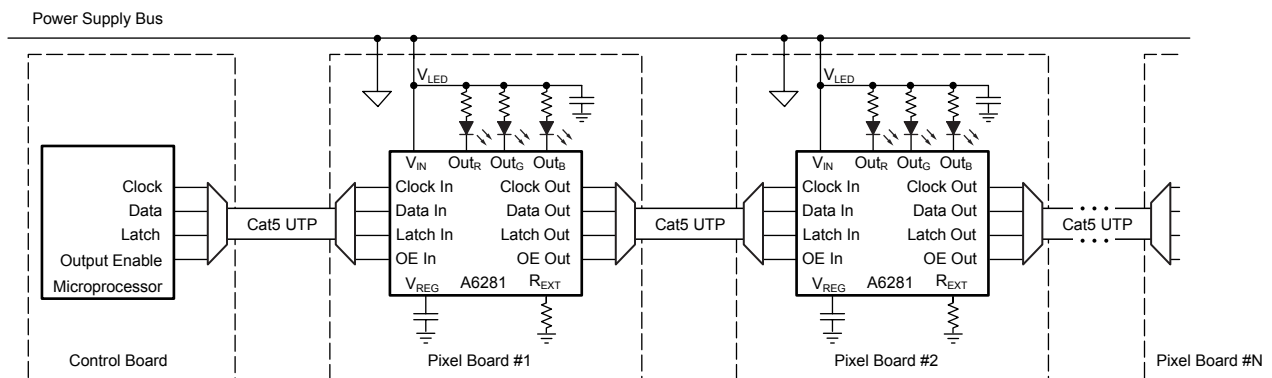 Power Supply Bus
VLED
VLED
VIN OutR OutG OutB
VIN OutR OutG OutB
Clock
Data
Latch
Output Enable
Microprocessor
Cat5 UTP
Clock In
Data In
Latch In
OE In
Clock Out
Data Out
Latch Out
OE Out
VREG A6281 REXT
Cat5 UTP
Clock In
Data In
Latch In
OE In
Clock Out
Data Out
Latch Out
OE Out
VREG A6281 REXT
Cat5 UTP
Control Board
Pixel Board #1
Pixel Board #2
Pixel Board #N